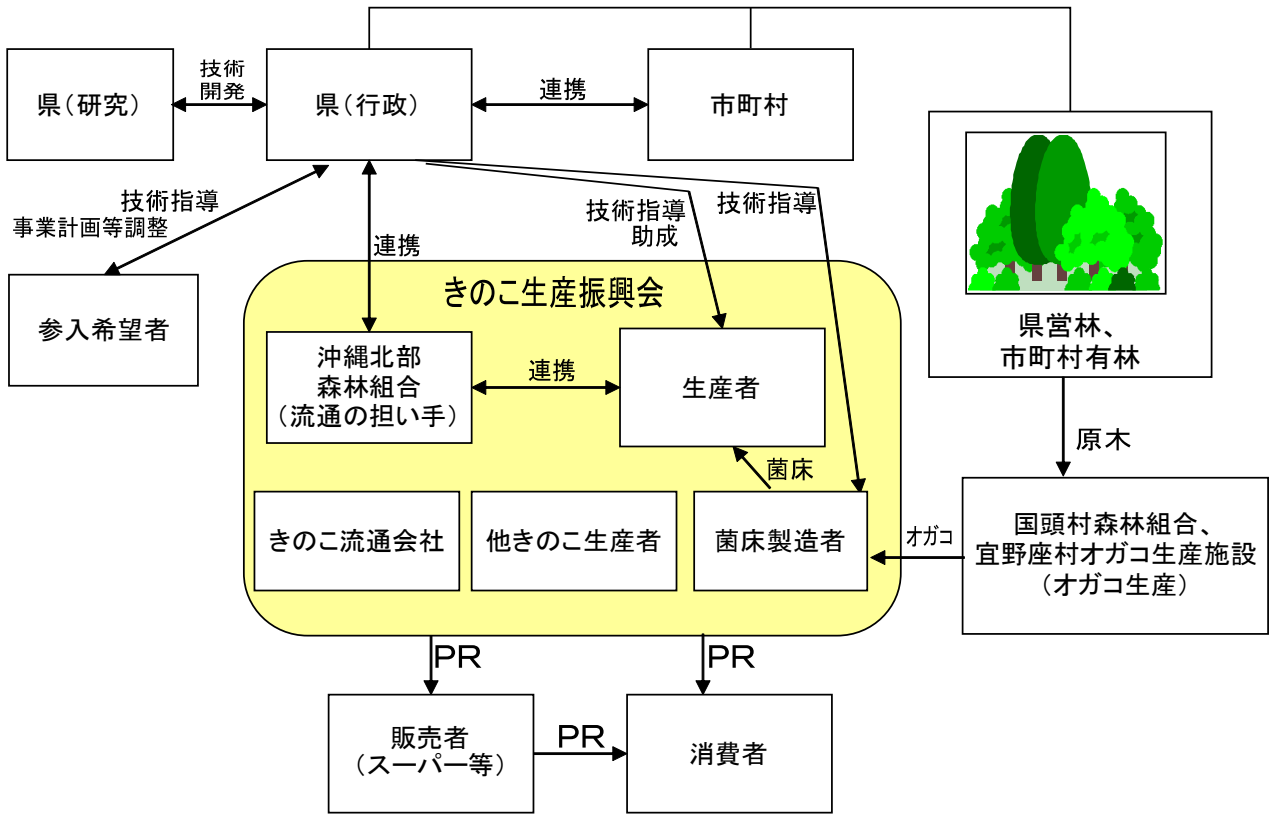 県（研究）
技術
開発
県（行政）
連携
市町村
技術指導
事業計画等調整
参入希望者
連携
技術指導
助成
技術指導
県営林、
市町村有林
原木
きのこ生産振興会
沖縄北部
森林組合
（流通の担い手）
連携
生産者
菌床
きのこ流通会社
他きのこ生産者
菌床製造者
オガコ
国頭村森林組合、
宜野座村オガコ生産施設
（オガコ生産）
PR
PR
販売者
（スーパー等）
PR
消費者